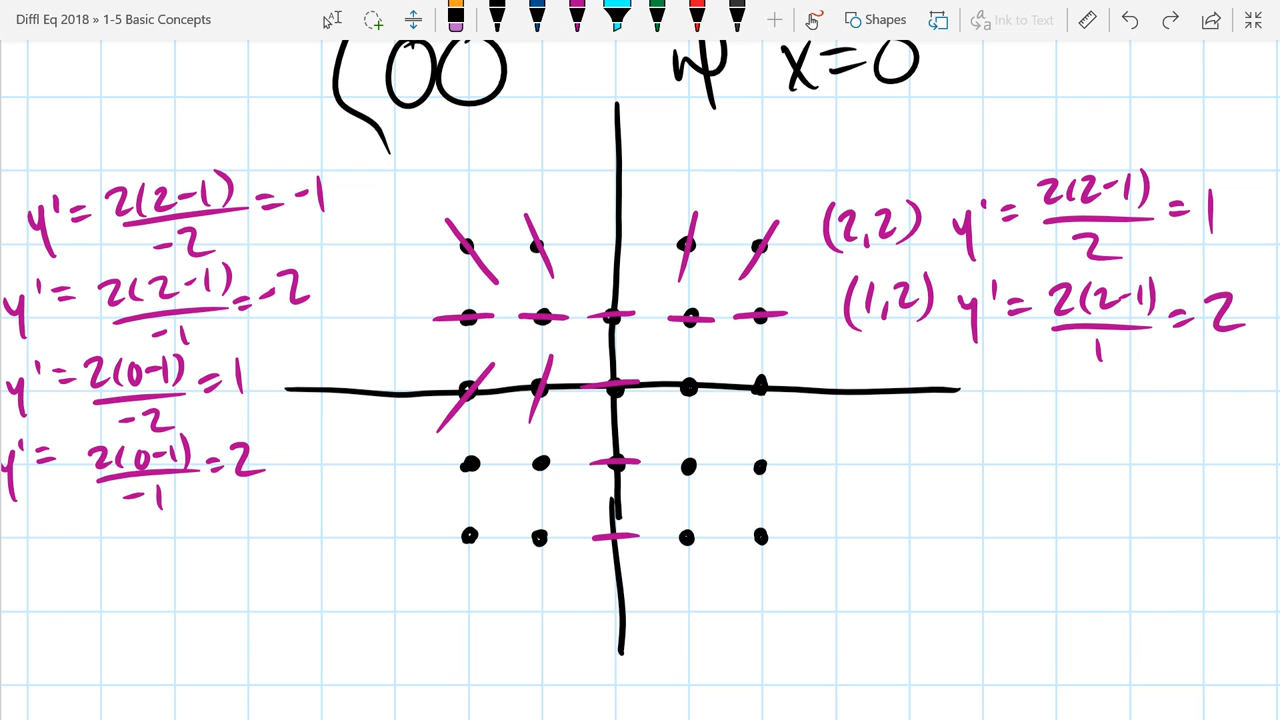 Diffl Eq 2018 » 1-5 Basic Concepts
Shapes
Ink to Text
x=0
y' = 2(2-1)/-2 = -1
y' = 2(2-1)/-1 = -2
y' = 2(0-1)/-2 = 1
y' = 2(0-1)/-1 = 2
(2,2) y' = 2(2-1)/2 = 1
(1,2) y' = 2(2-1)/1 = 2